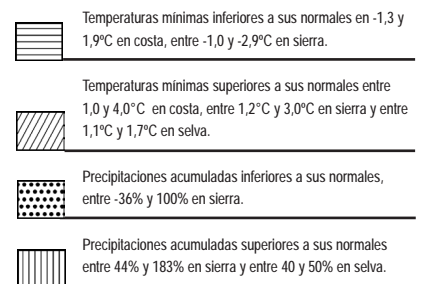 Temperaturas mínimas inferiores a sus normales en -1,3 y
1,9ºC en costa, entre -1,0 y -2,9ºC en sierra.
Temperaturas mínimas superiores a sus normales entre
1,0 y 4,0°C en costa, entre 1,2°C y 3,0ºC en sierra y entre
1,1ºC y 1,7ºC en selva.
Precipitaciones acumuladas inferiores a sus normales,
entre -36% y 100% en sierra.
Precipitaciones acumuladas superiores a sus normales
entre 44% y 183% en sierra y entre 40 y 50% en selva.